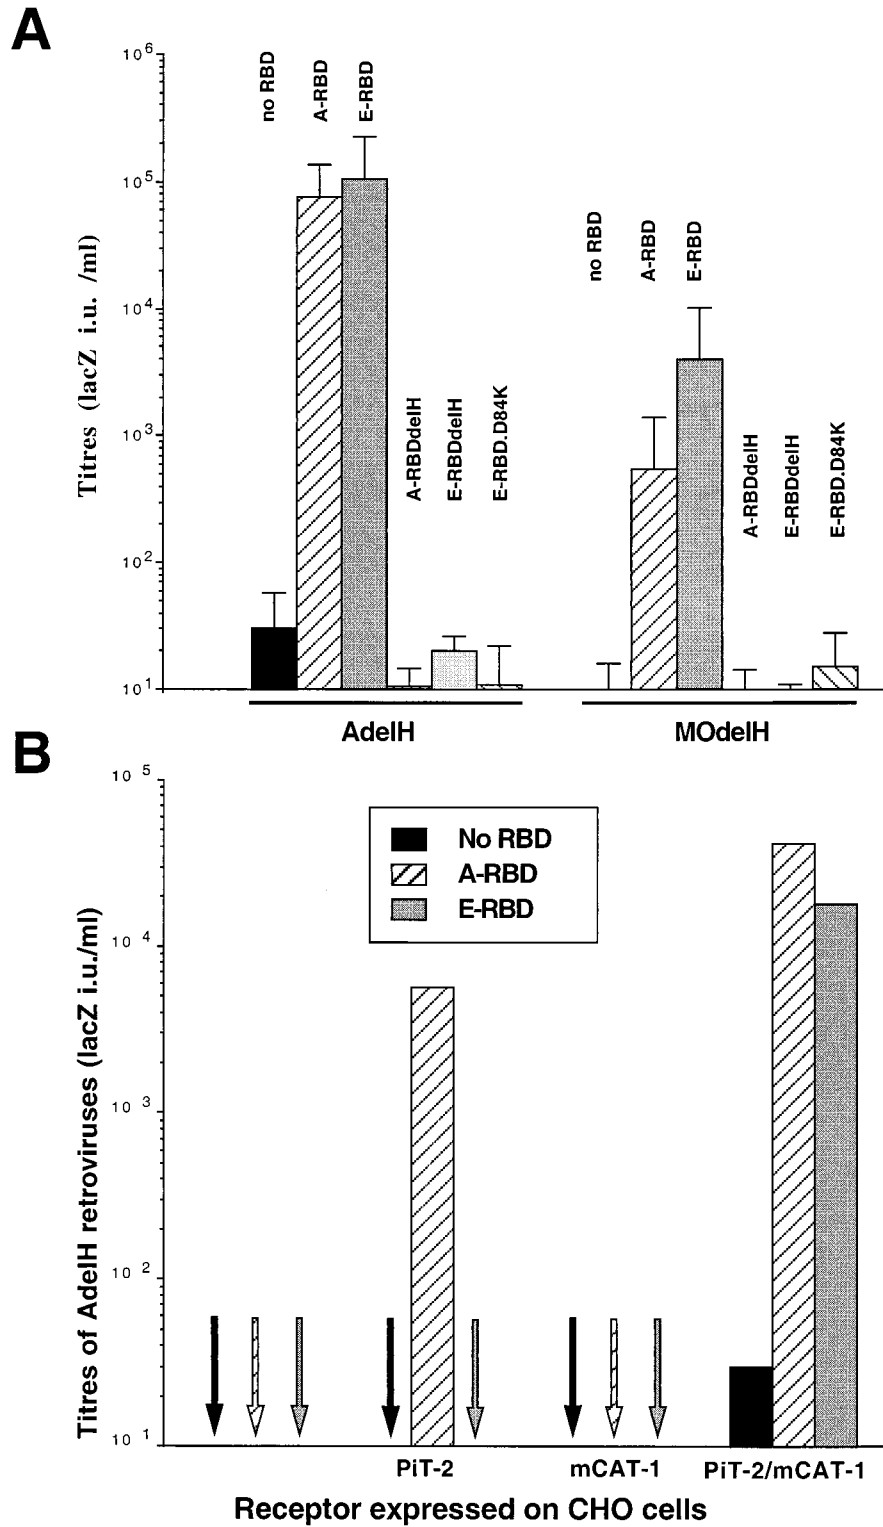 A
10 6
no RBD
A-RBD
E-RBD
10 5
no RBD
A-RBD
E-RBD
10 4
Titres (lacZ i.u. /ml)
A-RBDdelH
E-RBDdelH
E-RBD.D84K
10 3
A-RBDdelH
E-RBDdelH
E-RBD.D84K
10 2
10 1
AdelH
MOdelH
B
10 5
No RBD
A-RBD
E-RBD
10 4
Titres of AdelH retroviruses (lacZ i.u./ml)
10 3
10 2
10 1
PiT-2
mCAT-1
PiT-2/mCAT-1
Receptor expressed on CHO cells